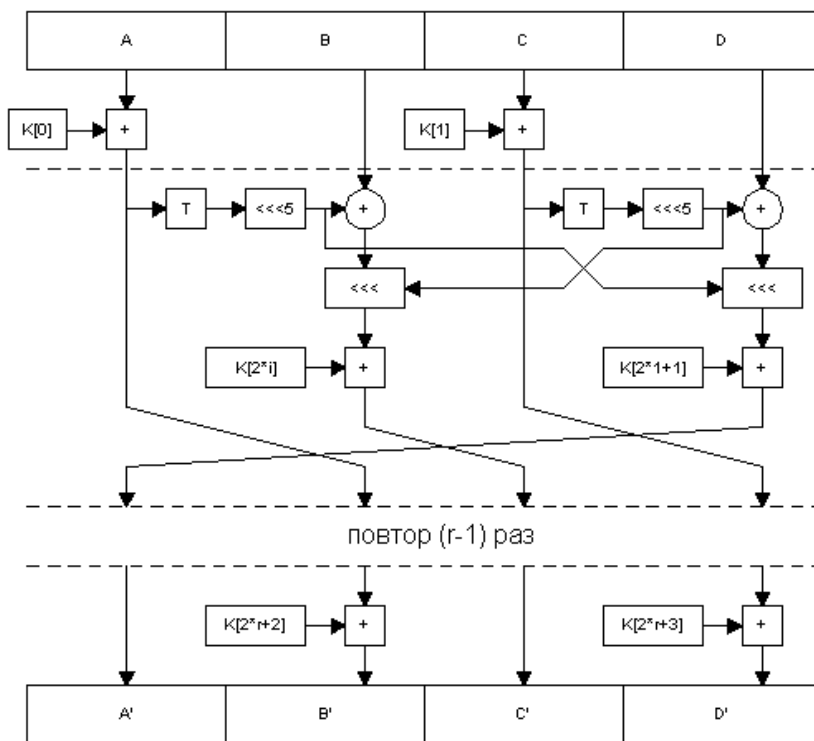 A B C D
K[0] + K[1] +
T <<<5 + T <<<5 +
<<< <<<
K[2*i] + K[2*1+1] +
повтор (r-1) раз
K[2*r+2] + K[2*r+3] +
A' B' C' D'